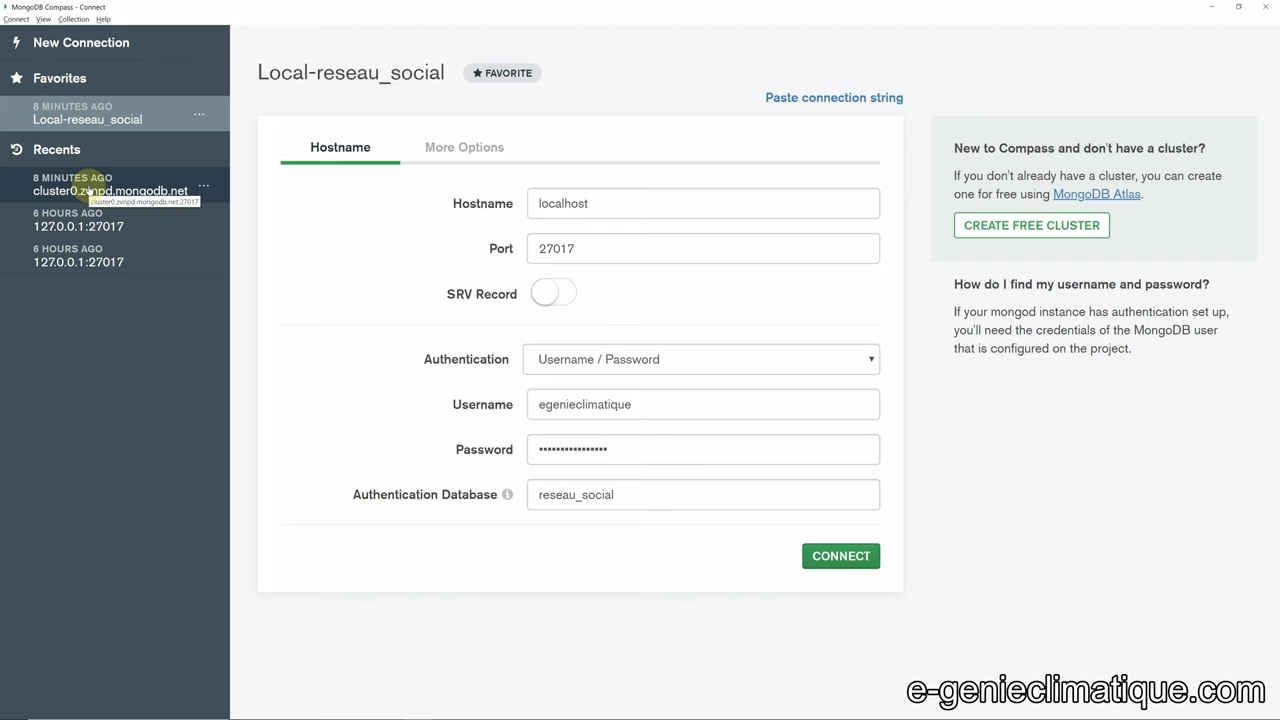 MongoDB Compass - Connect
Connect View Collection Help
New Connection
Favorites
8 MINUTES AGO
Local-reseau_social
...
Recents
8 MINUTES AGO
cluster0.zvnpd.mongodb.net
...
cluster0.zvnpd.mongodb.net:27017
6 HOURS AGO
127.0.0.1:27017
6 HOURS AGO
127.0.0.1:27017
Local-reseau_social
FAVORITE
Paste connection string
Hostname
More Options
Hostname
localhost
Port
27017
SRV Record
Authentication
Username / Password
Username
egenieclimatique
Password
••••••••••••••••
Authentication Database
reseau_social
CONNECT
New to Compass and don't have a cluster?
If you don't already have a cluster, you can create
one for free using MongoDB Atlas.
CREATE FREE CLUSTER
How do I find my username and password?
If your mongod instance has authentication set up,
you'll need the credentials of the MongoDB user
that is configured on the project.
e-genieclimatique.com